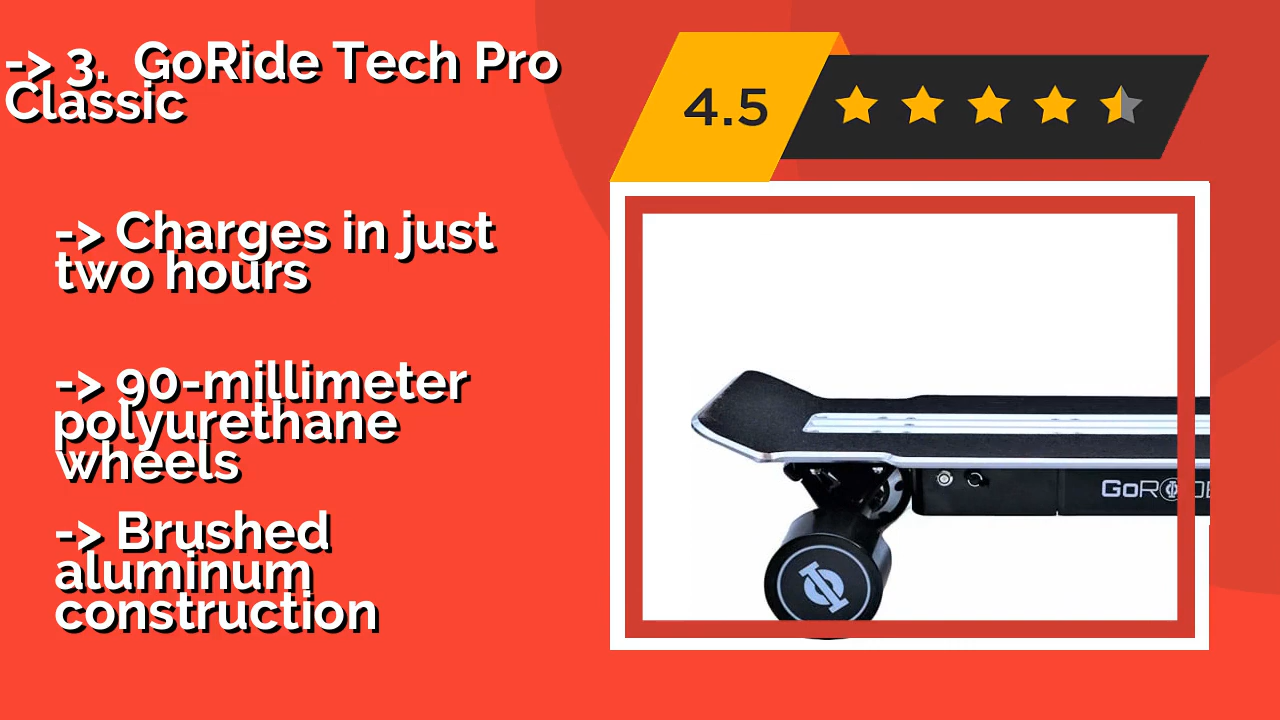 -> 3.  GoRide Tech Pro
Classic
4.5
-> Charges in just
two hours
-> 90-millimeter
polyurethane
wheels
-> Brushed
aluminum
construction